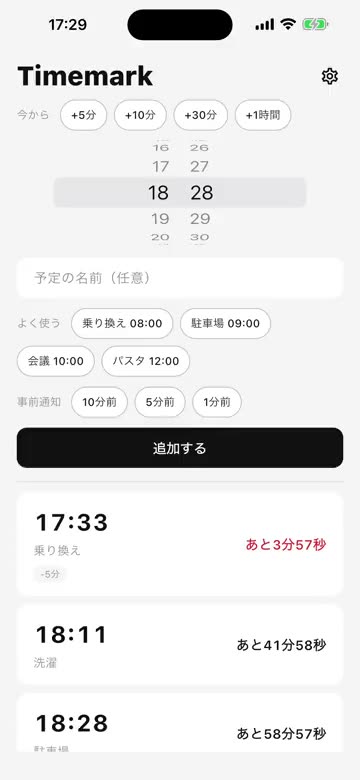 17:29
Timemark
今から +5分 +10分 +30分 +1時間
16 26
17 27
18 28
19 29
20 30
予定の名前（任意）
よく使う 乗り換え 08:00 駐車場 09:00
会議 10:00 パスタ 12:00
事前通知 10分前 5分前 1分前
追加する
17:33
乗り換え
あと3分57秒
-5分
18:11
洗濯
あと41分58秒
18:28
駐車場
あと58分57秒